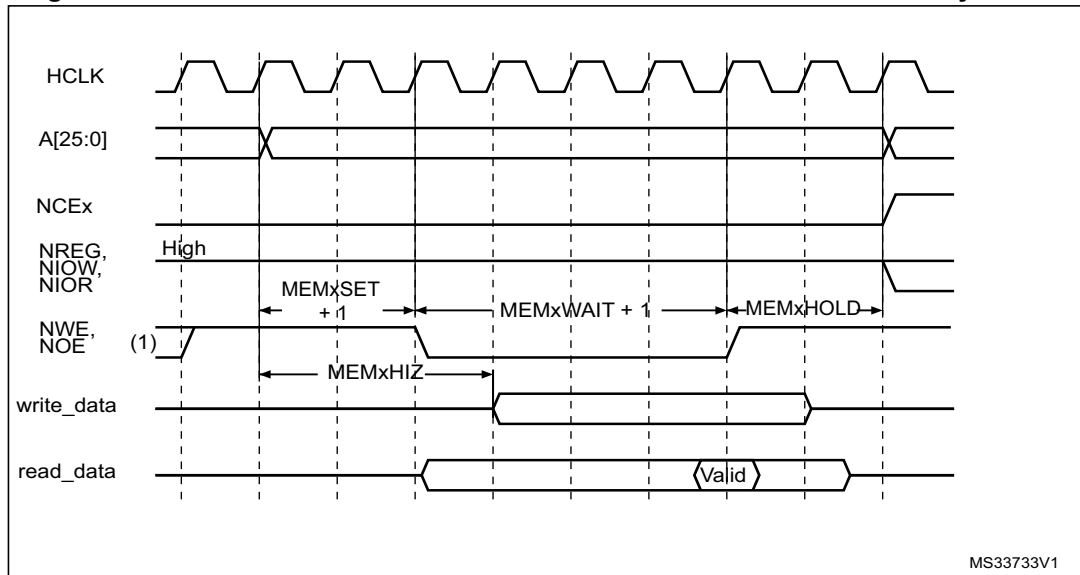 HCLK
A[25:0]
NCEx
NREG,
NIOW,
NIOR
High
MEMxSET
+ 1
MEMxWAIT + 1
MEMxHOLD
NWE,
NOE
(1)
MEMxHIZ
write_data
read_data
Valid
MS33733V1